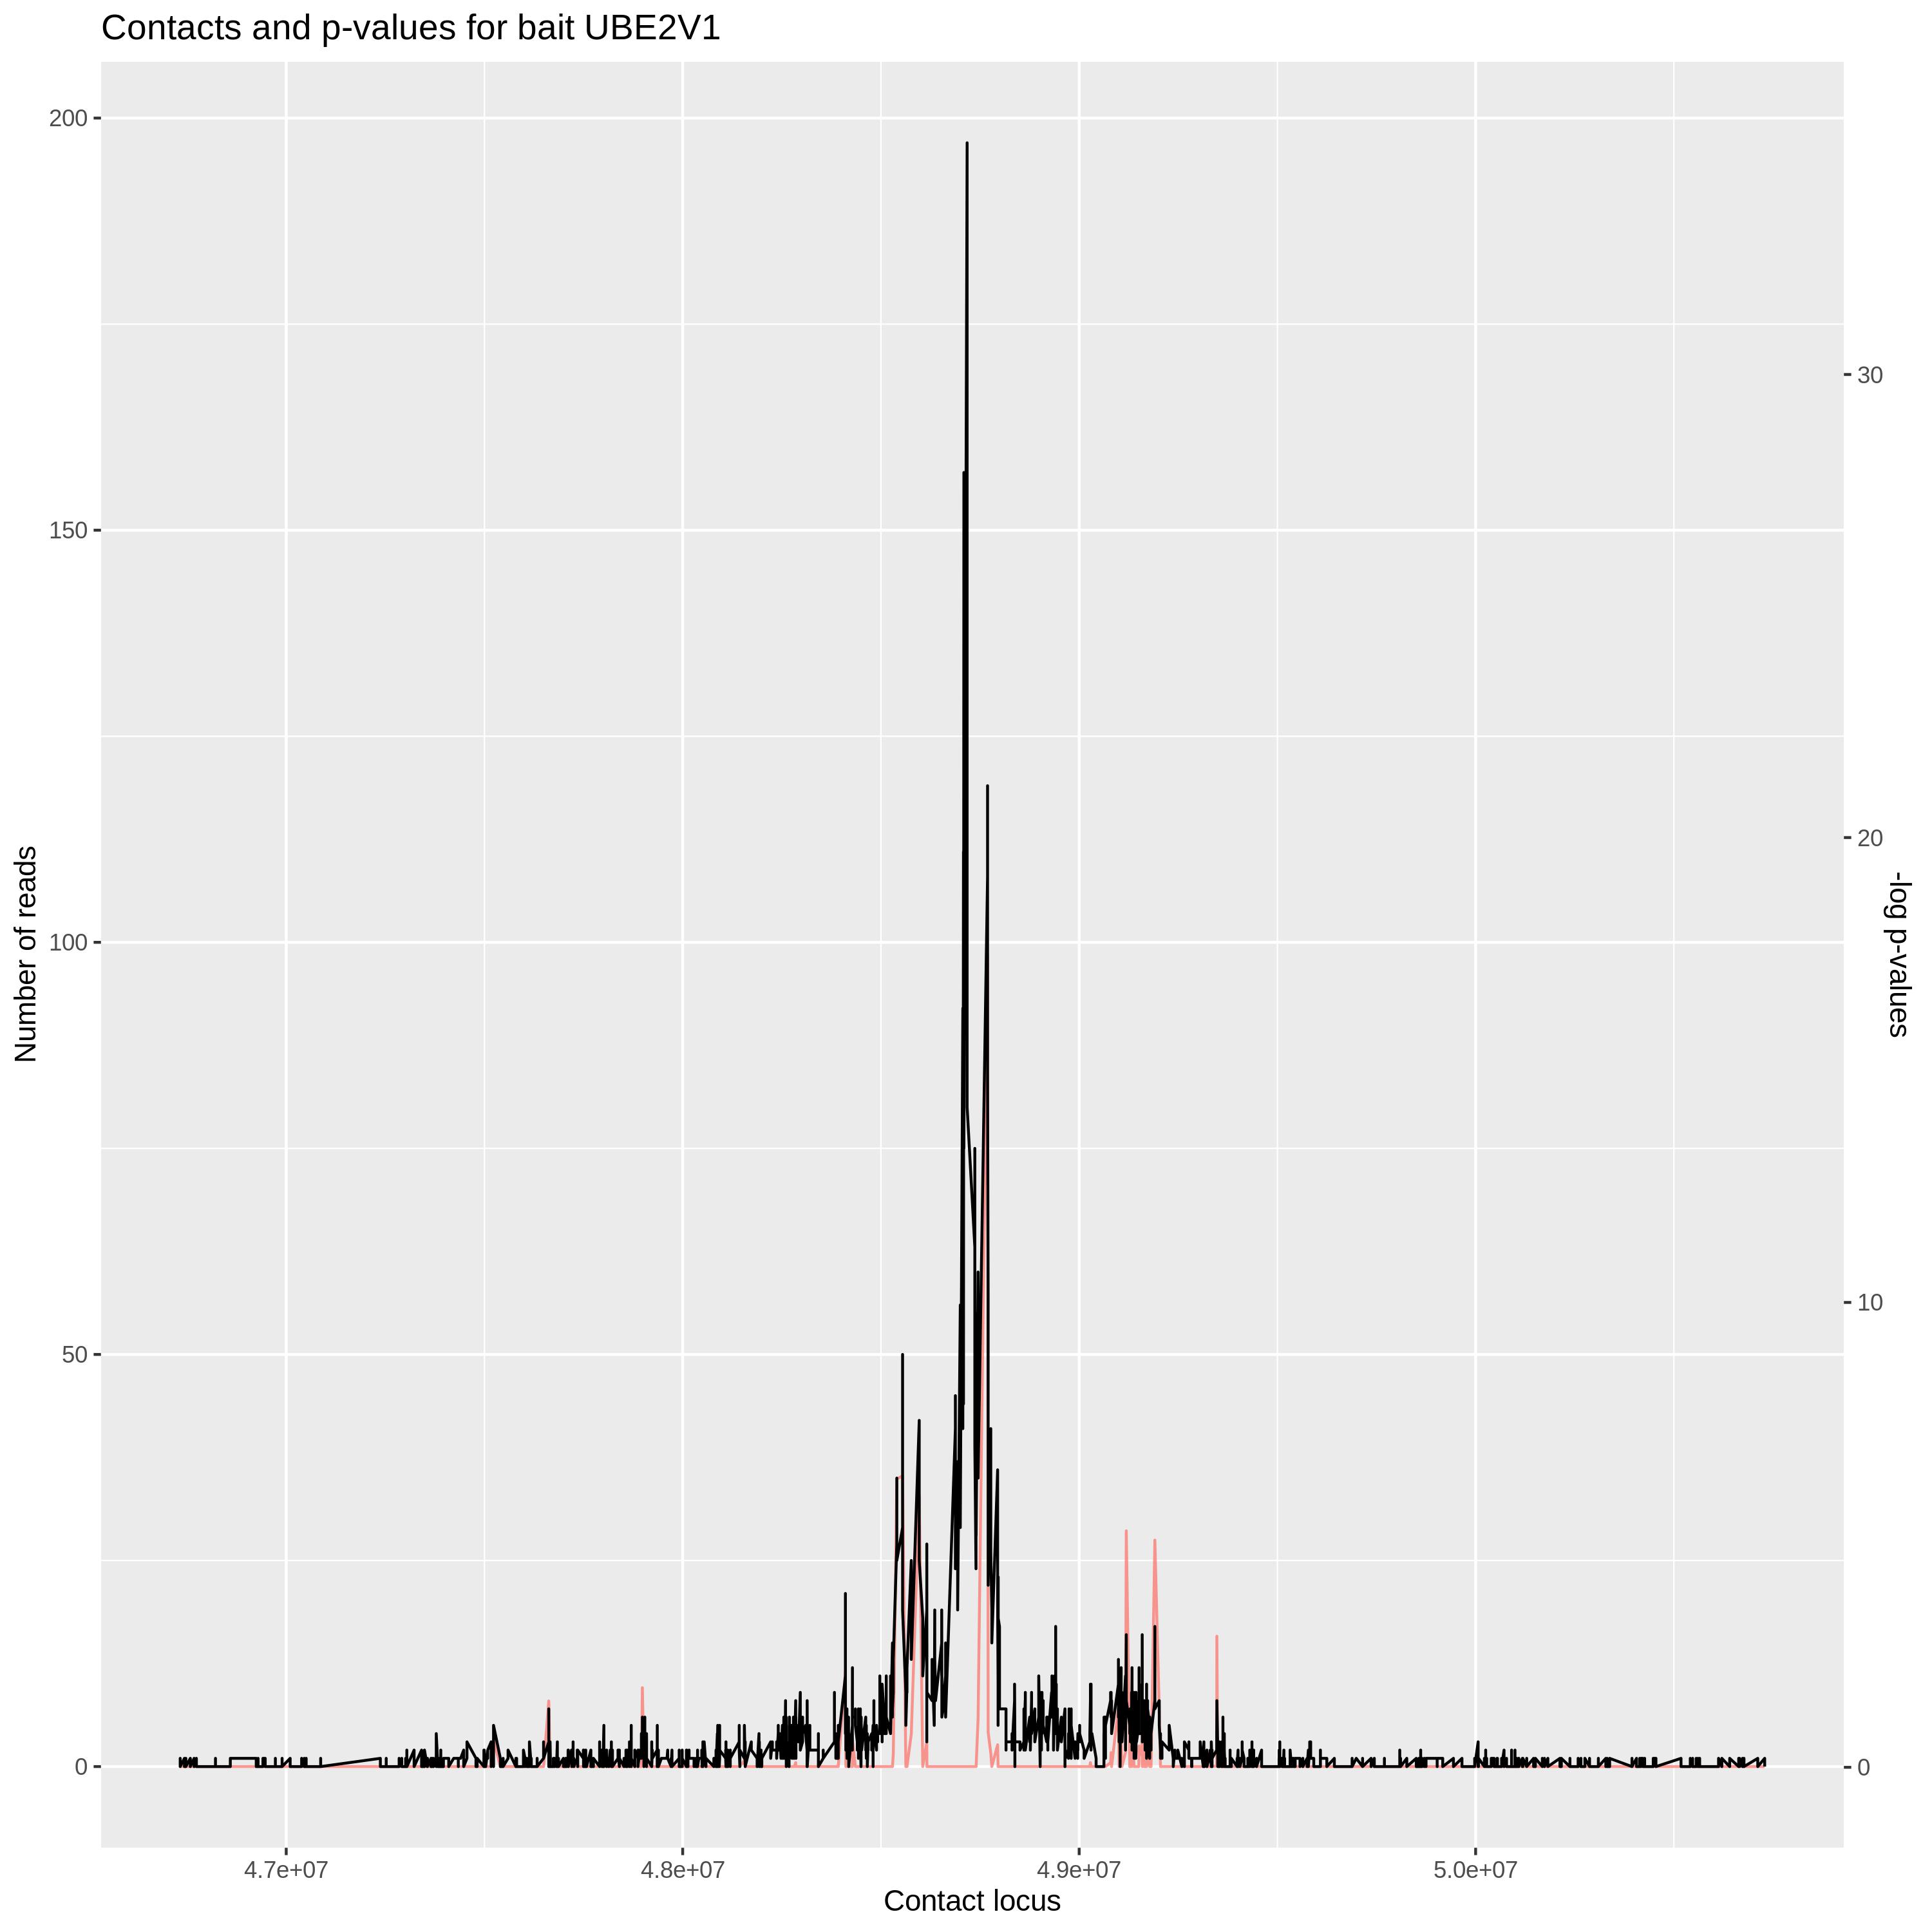 Contacts and p-values for bait UBE2V1
200
150
100
50
0
Number of reads
30
20
10
0
-log p-values
4.7e+07
4.8e+07
4.9e+07
5.0e+07
Contact locus